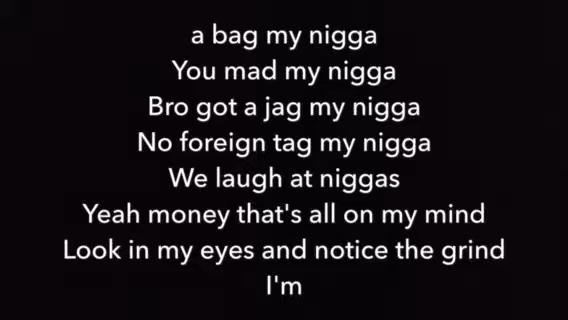 a bag my nigga
You mad my nigga
Bro got a jag my nigga
No foreign tag my nigga
We laugh at niggas
Yeah money that's all on my mind
Look in my eyes and notice the grind
I'm